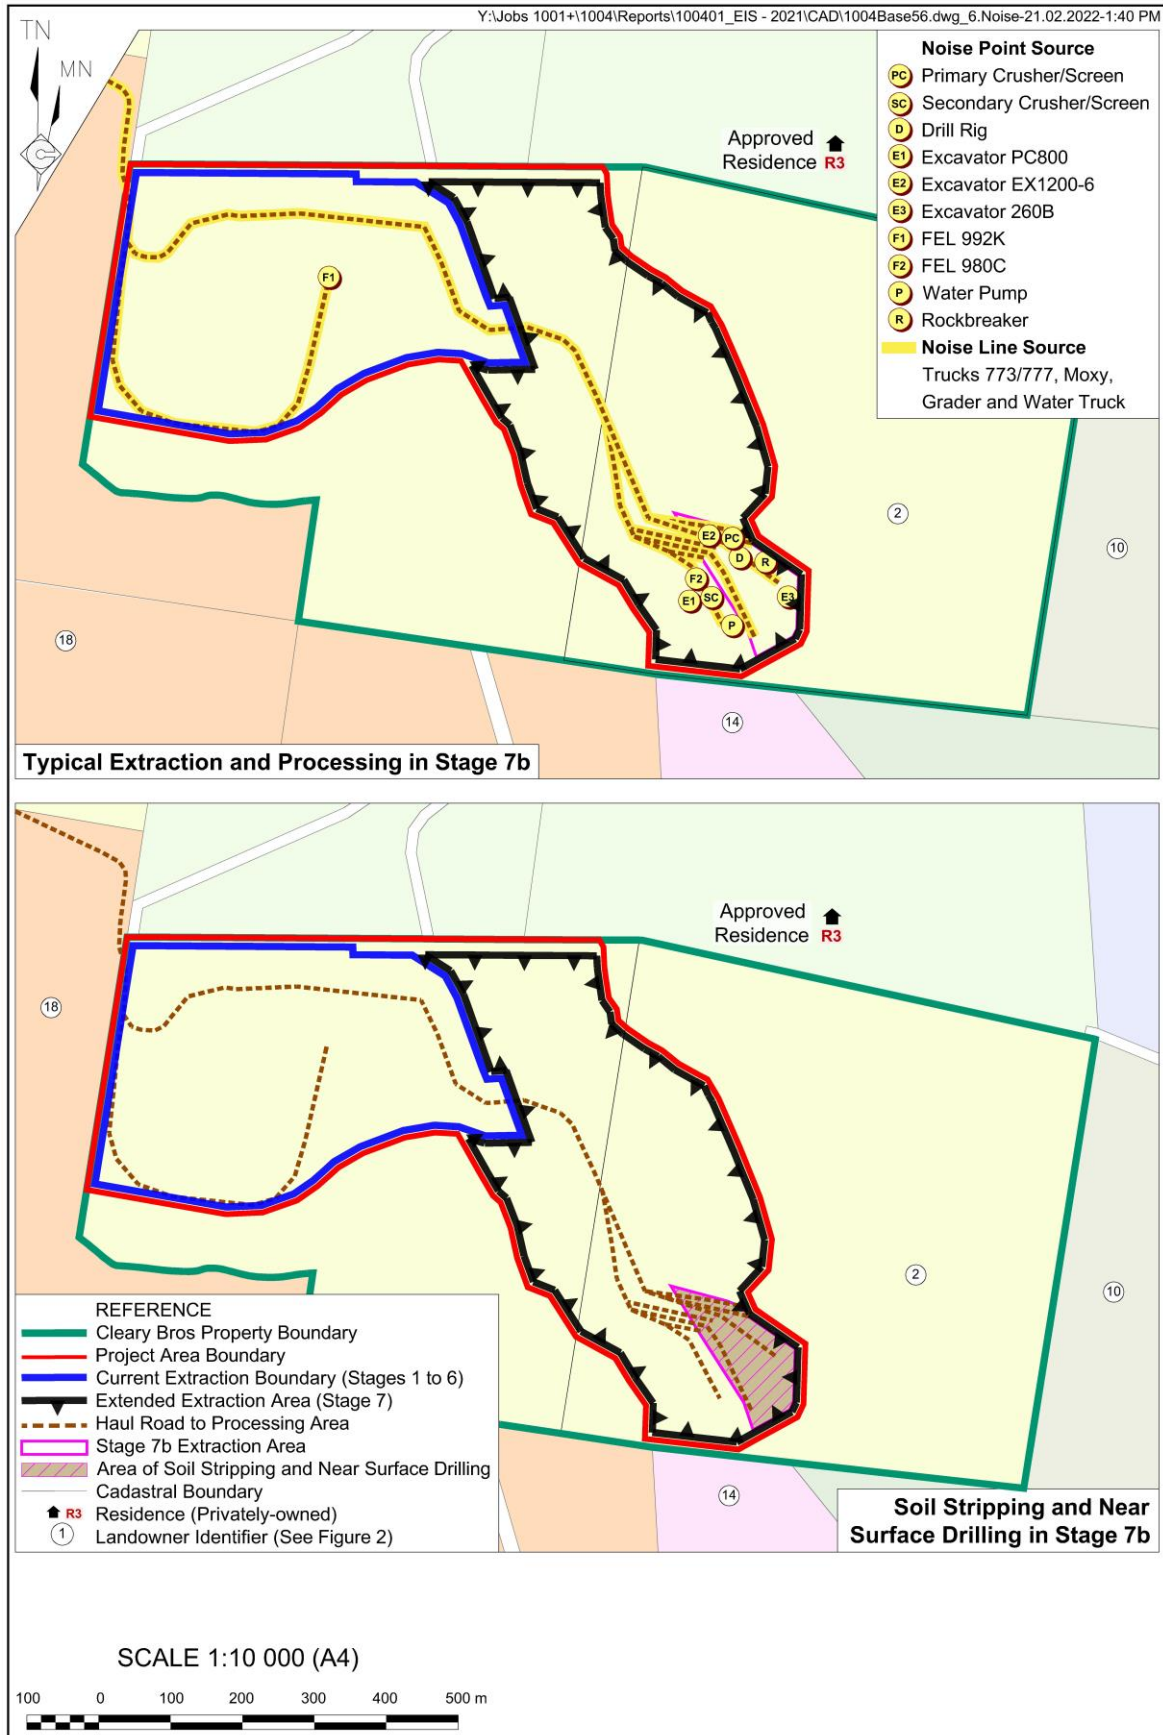 Y:\Jobs 1001+\1004\Reports\100401_EIS - 2021\CAD\1004Base56.dwg_6.Noise-21.02.2022-1:40 PM
TN
MN
Noise Point Source
PC Primary Crusher/Screen
SC Secondary Crusher/Screen
D Drill Rig
E1 Excavator PC800
E2 Excavator EX1200-6
E3 Excavator 260B
F1 FEL 992K
F2 FEL 980C
P Water Pump
R Rockbreaker
Noise Line Source
Trucks 773/777, Moxy,
Grader and Water Truck
Approved
Residence R3
F1
2
10
E2 PC
D R
F2
E1 SC E3
P
18
14
Typical Extraction and Processing in Stage 7b
Approved
Residence R3
18
2
10
14
REFERENCE
Cleary Bros Property Boundary
Project Area Boundary
Current Extraction Boundary (Stages 1 to 6)
Extended Extraction Area (Stage 7)
Haul Road to Processing Area
Stage 7b Extraction Area
Area of Soil Stripping and Near Surface Drilling
Cadastral Boundary
R3 Residence (Privately-owned)
1 Landowner Identifier (See Figure 2)
Soil Stripping and Near
Surface Drilling in Stage 7b
SCALE 1:10 000 (A4)
100 0 100 200 300 400 500 m